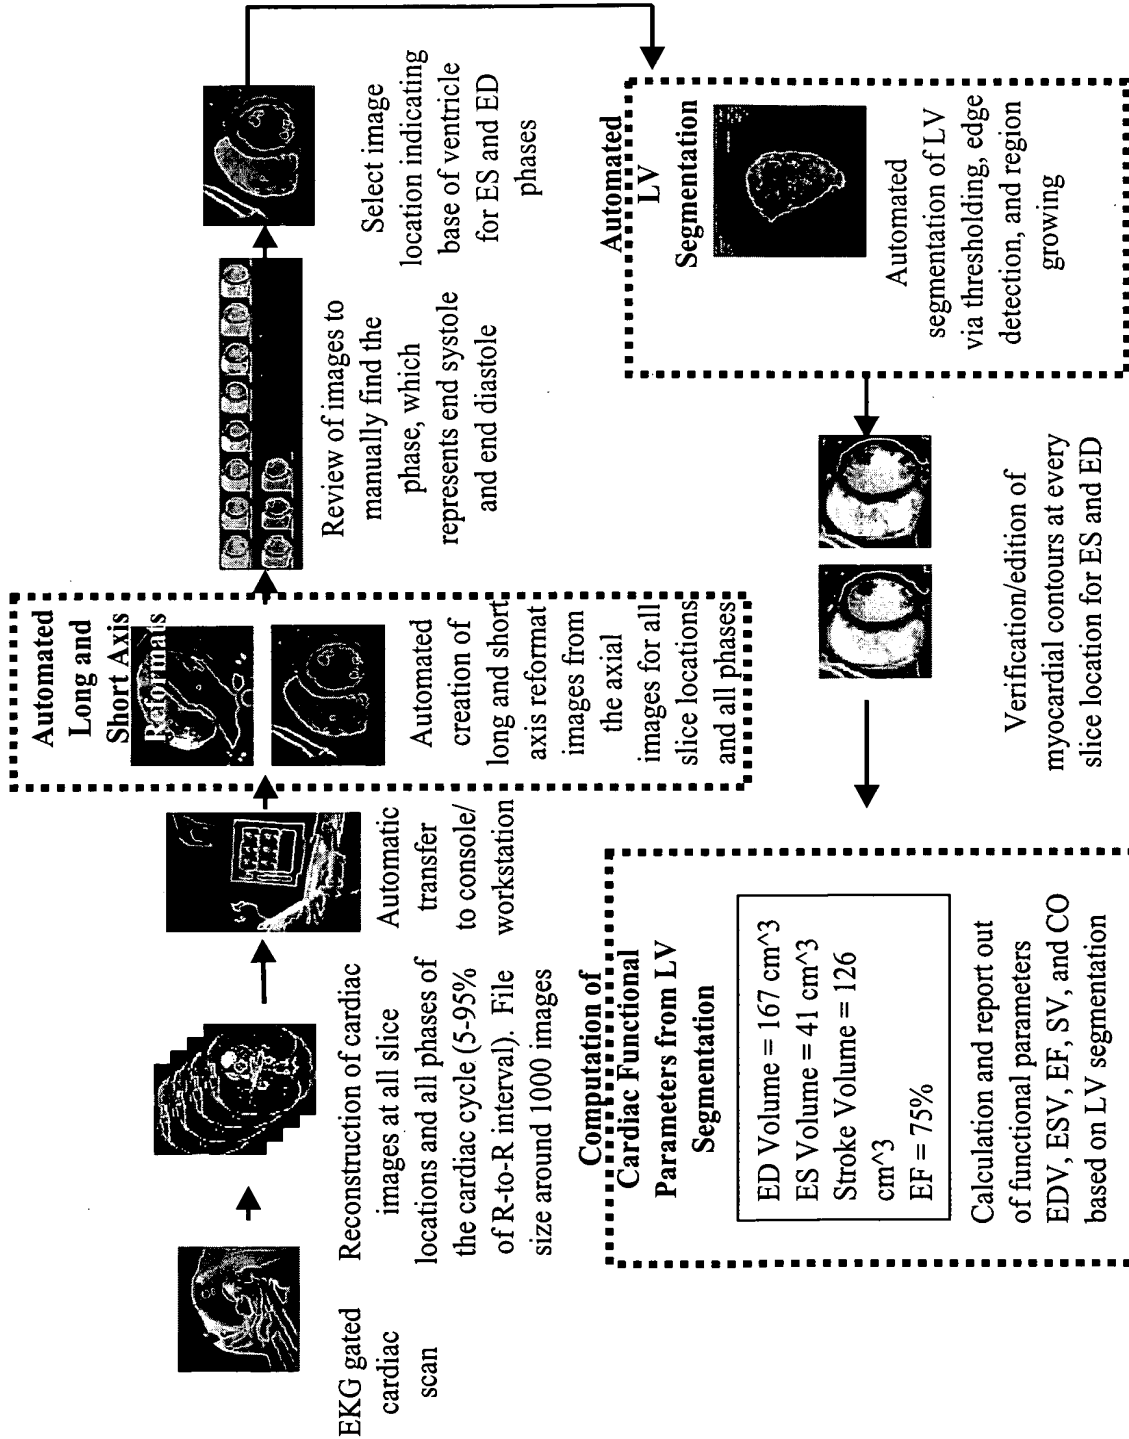 EKG gated
cardiac
scan
Reconstruction of cardiac
images at all slice
locations and all phases of
the cardiac cycle (5-95%
of R-to-R interval). File
size around 1000 images
Automatic
transfer
to console/
workstation
Automated
Long and
Short Axis
Reformats
Automated
creation of
long and short
axis reformat
images from
the axial
images for all
slice locations
and all phases
Review of images to
manually find the
phase, which
represents end systole
and end diastole
Select image
location indicating
base of ventricle
for ES and ED
phases
Automated
LV
Segmentation
Automated
segmentation of LV
via thresholding, edge
detection, and region
growing
Verification/edition of
myocardial contours at every
slice location for ES and ED
Computation of
Cardiac Functional
Parameters from LV
Segmentation
ED Volume = 167 cm^3
ES Volume = 41 cm^3
Stroke Volume = 126
cm^3
EF = 75%
Calculation and report out
of functional parameters
EDV, ESV, EF, SV, and CO
based on LV segmentation